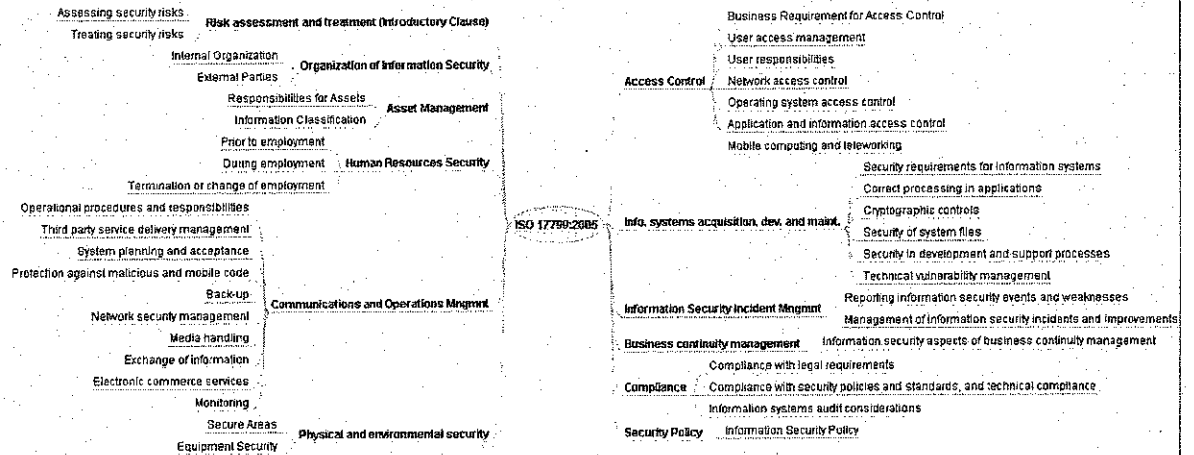 Assessing security risks
Treating security risks
Risk assessment and treatment (Introductory Clause)
Internal Organization
External Parties
Organization of Information Security
Responsibilities for Assets
Information Classification
Asset Management
Prior to employment
During employment
Termination or change of employment
Human Resources Security
Operational procedures and responsibilities
Third party service delivery management
System planning and acceptance
Protection against malicious and mobile code
Back-up
Network security management
Media handling
Exchange of information
Electronic commerce services
Monitoring
Communications and Operations Mngmnt
Secure Areas
Equipment Security
Physical and environmental security
ISO 17799:2005
Access Control
Business Requirement for Access Control
User access management
User responsibilities
Network access control
Operating system access control
Application and information access control
Mobile computing and teleworking
Info, systems acquisition, dev. and maint.
Security requirements for information systems
Correct processing in applications
Cryptographic controls
Security of system files
Security in development and support processes
Technical vulnerability management
Information Security Incident Mngmnt
Reporting information security events and weaknesses
Management of information security incidents and improvements
Business continuity management
Information security aspects of business continuity management
Compliance
Compliance with legal requirements
Compliance with security policies and standards, and technical compliance
Information systems audit considerations
Security Policy
Information Security Policy